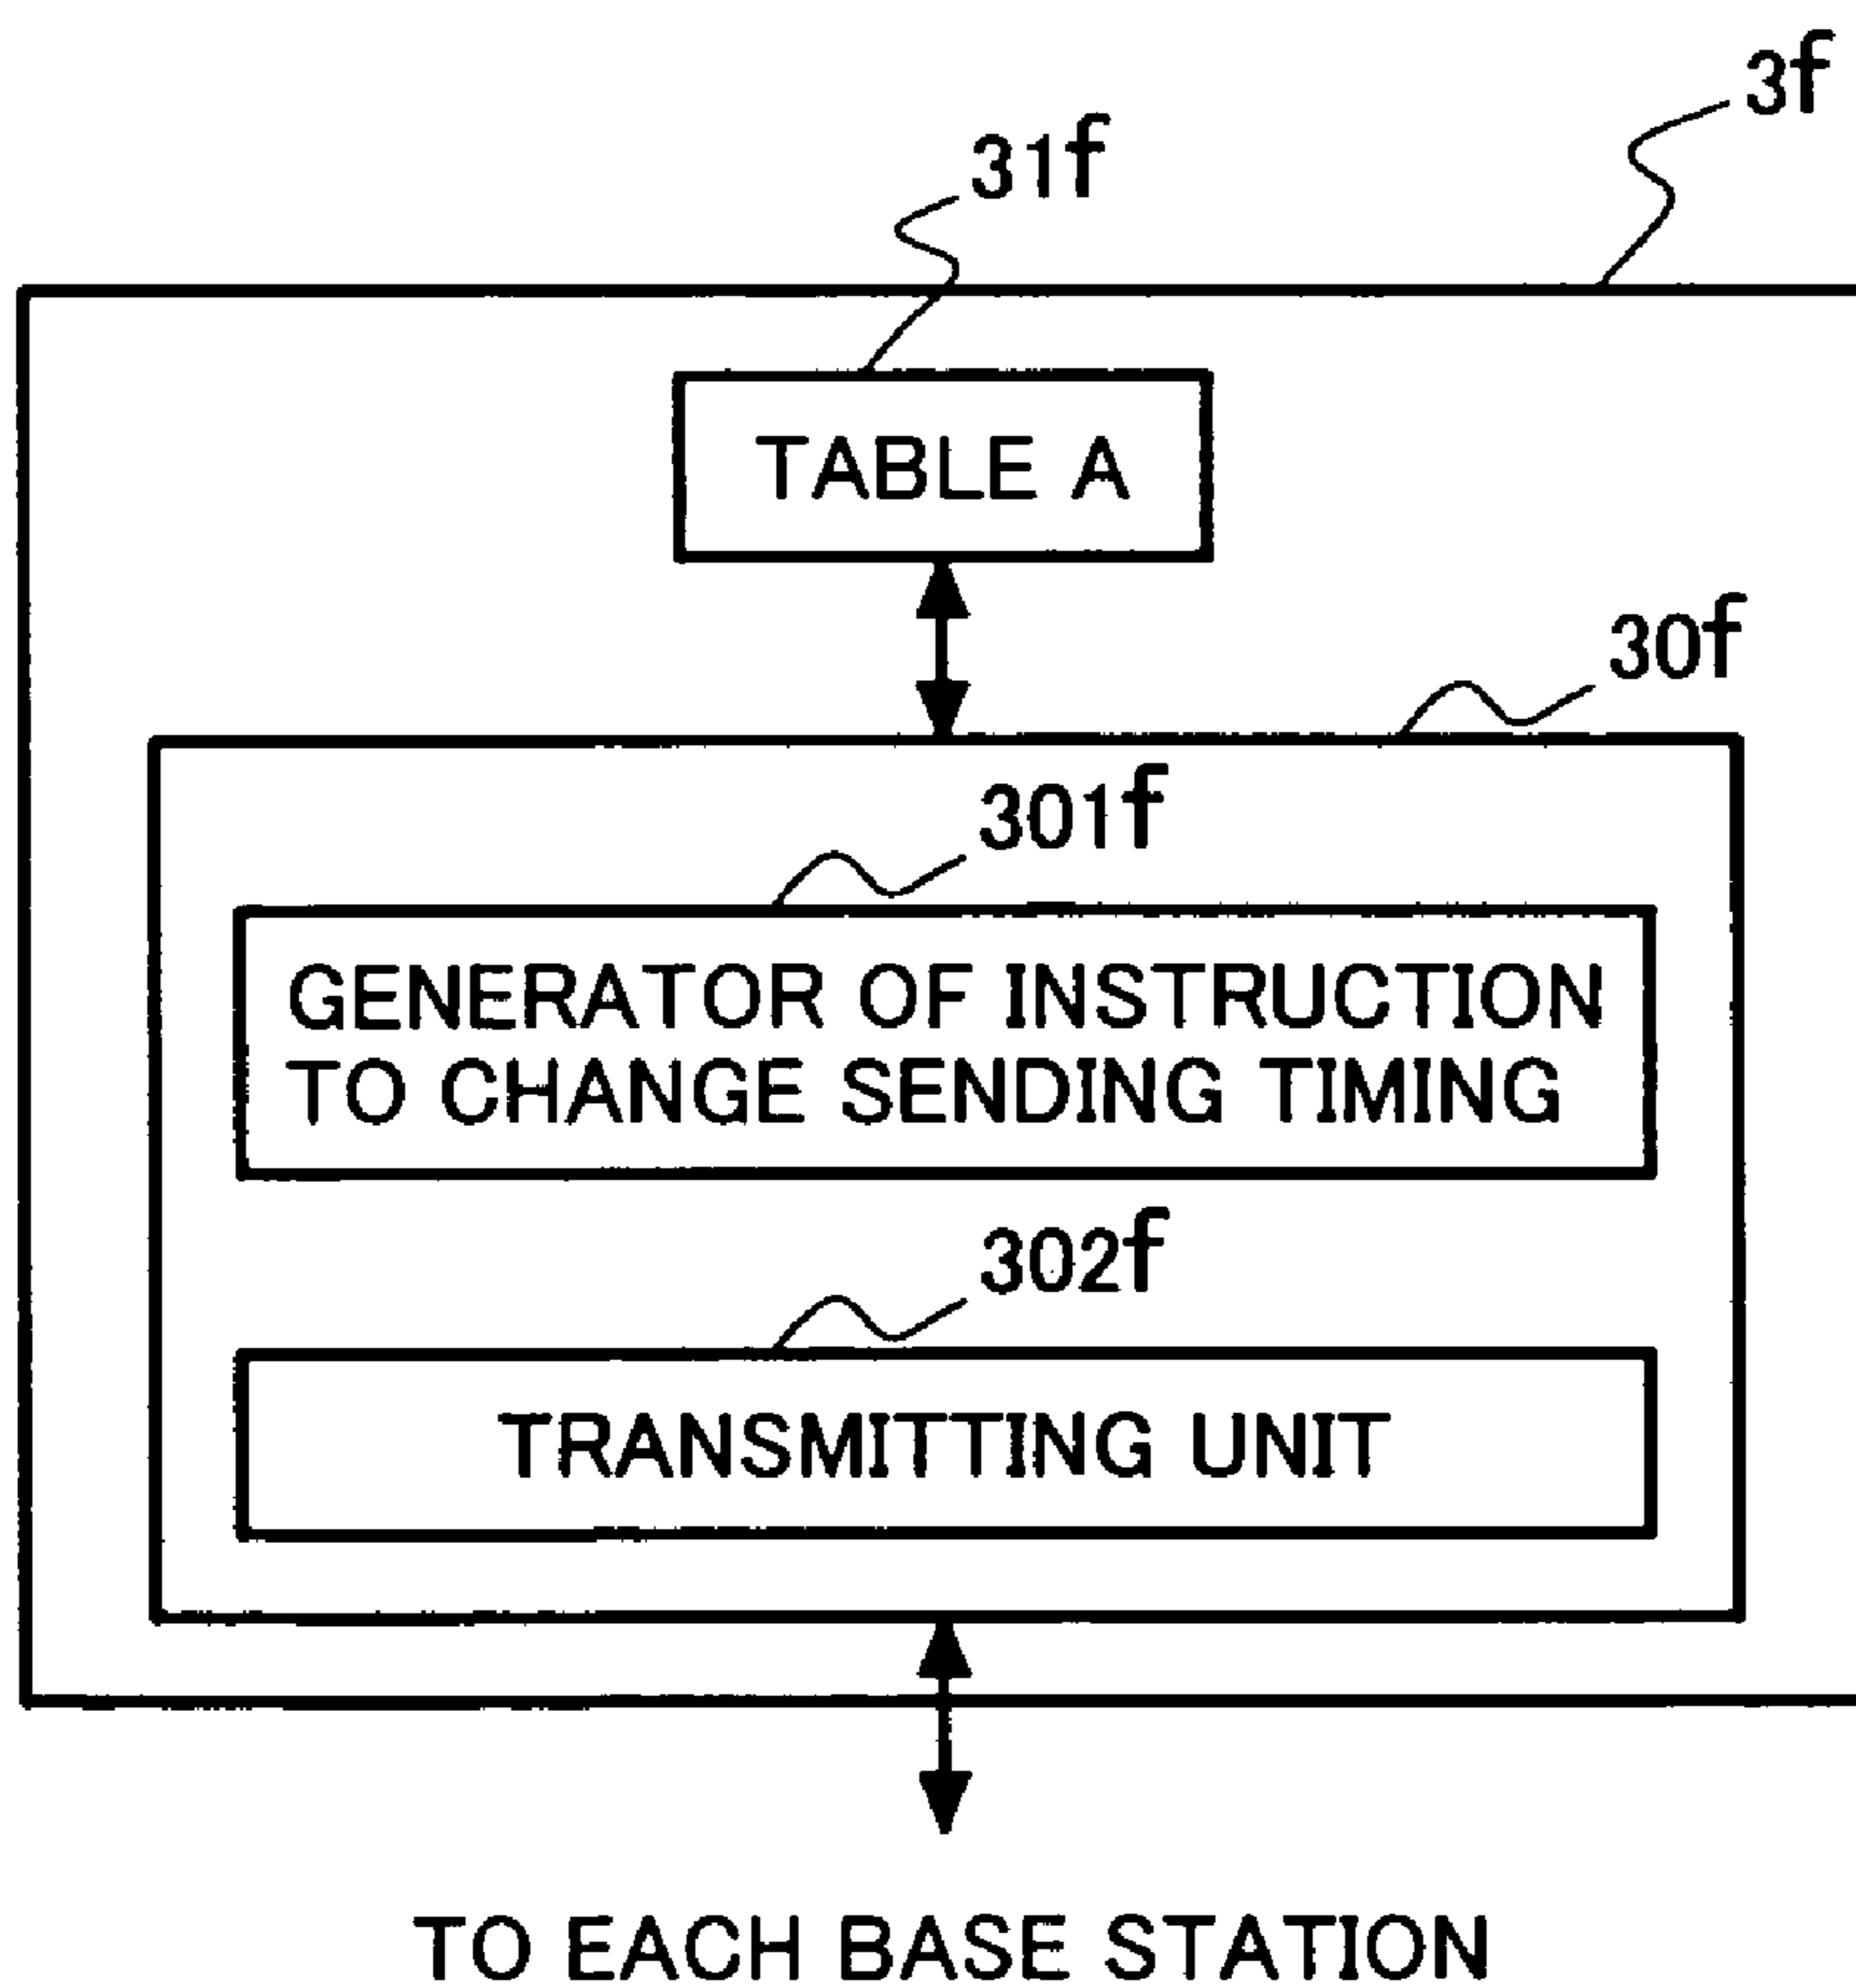 3f
31f
TABLE A
30f
301f
GENERATOR OF INSTRUCTION
TO CHANGE SENDING TIMING
302f
TRANSMITTING UNIT
TO EACH BASE STATION